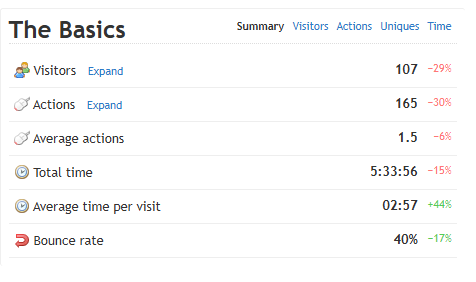 The Basics Summary Visitors Actions Uniques Time
Visitors Expand 107 −29%
Actions Expand 165 −30%
Average actions 1.5 −6%
Total time 5:33:56 −15%
Average time per visit 02:57 +44%
Bounce rate 40% −17%